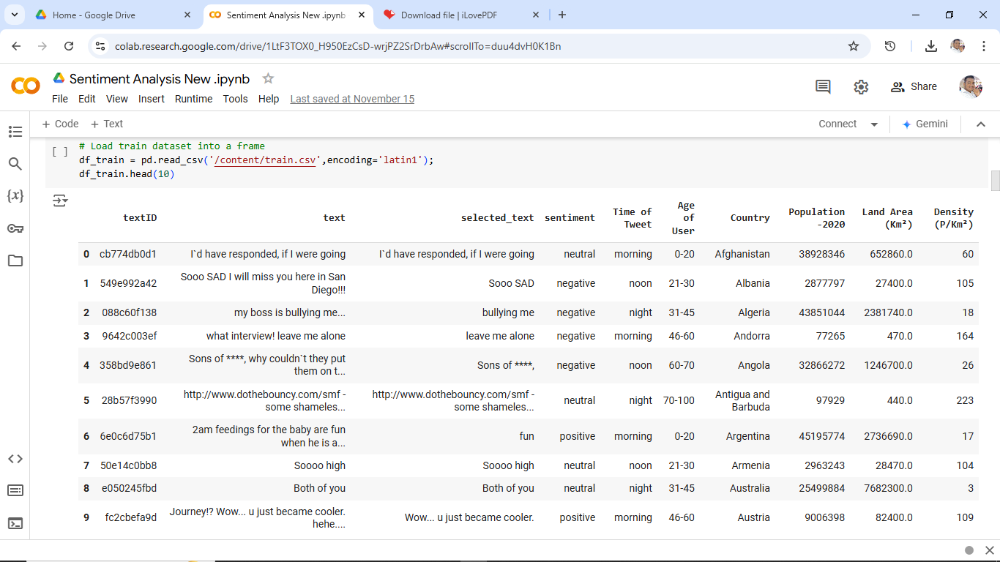 Home - Google Drive
Sentiment Analysis New .ipynb
Download file | iLovePDF
colab.research.google.com/drive/1LtF3TOX0_H950EzCsD-wrjPZ2SrDrbAw#scrollTo=duu4dvH0K1Bn
Sentiment Analysis New .ipynb
File Edit View Insert Runtime Tools Help Last saved at November 15
Share
+ Code + Text
Connect
Gemini
[ ]
# Load train dataset into a frame
df_train = pd.read_csv('/content/train.csv',encoding='latin1');
df_train.head(10)
textID text selected_text sentiment Time of Tweet Age of User Country Population -2020 Land Area (Km²) Density (P/Km²)
0 cb774db0d1 I`d have responded, if I were going I`d have responded, if I were going neutral morning 0-20 Afghanistan 38928346 652860.0 60
1 549e992a42 Sooo SAD I will miss you here in San Diego!!! Sooo SAD negative noon 21-30 Albania 2877797 27400.0 105
2 088c60f138 my boss is bullying me... bullying me negative night 31-45 Algeria 43851044 2381740.0 18
3 9642c003ef what interview! leave me alone leave me alone negative morning 46-60 Andorra 77265 470.0 164
4 358bd9e861 Sons of ****, why couldn`t they put them on t... Sons of ****, negative noon 60-70 Angola 32866272 1246700.0 26
5 28b57f3990 http://www.dothebouncy.com/smf - some shameles... http://www.dothebouncy.com/smf - some shameles... neutral night 70-100 Antigua and Barbuda 97929 440.0 223
6 6e0c6d75b1 2am feedings for the baby are fun when he is a... fun positive morning 0-20 Argentina 45195774 2736690.0 17
7 50e14c0bb8 Soooo high Soooo high neutral noon 21-30 Armenia 2963243 28470.0 104
8 e050245fbd Both of you Both of you neutral night 31-45 Australia 25499884 7682300.0 3
9 fc2cbefa9d Journey!? Wow... u just became cooler. hehe.... Wow... u just became cooler. positive morning 46-60 Austria 9006398 82400.0 109